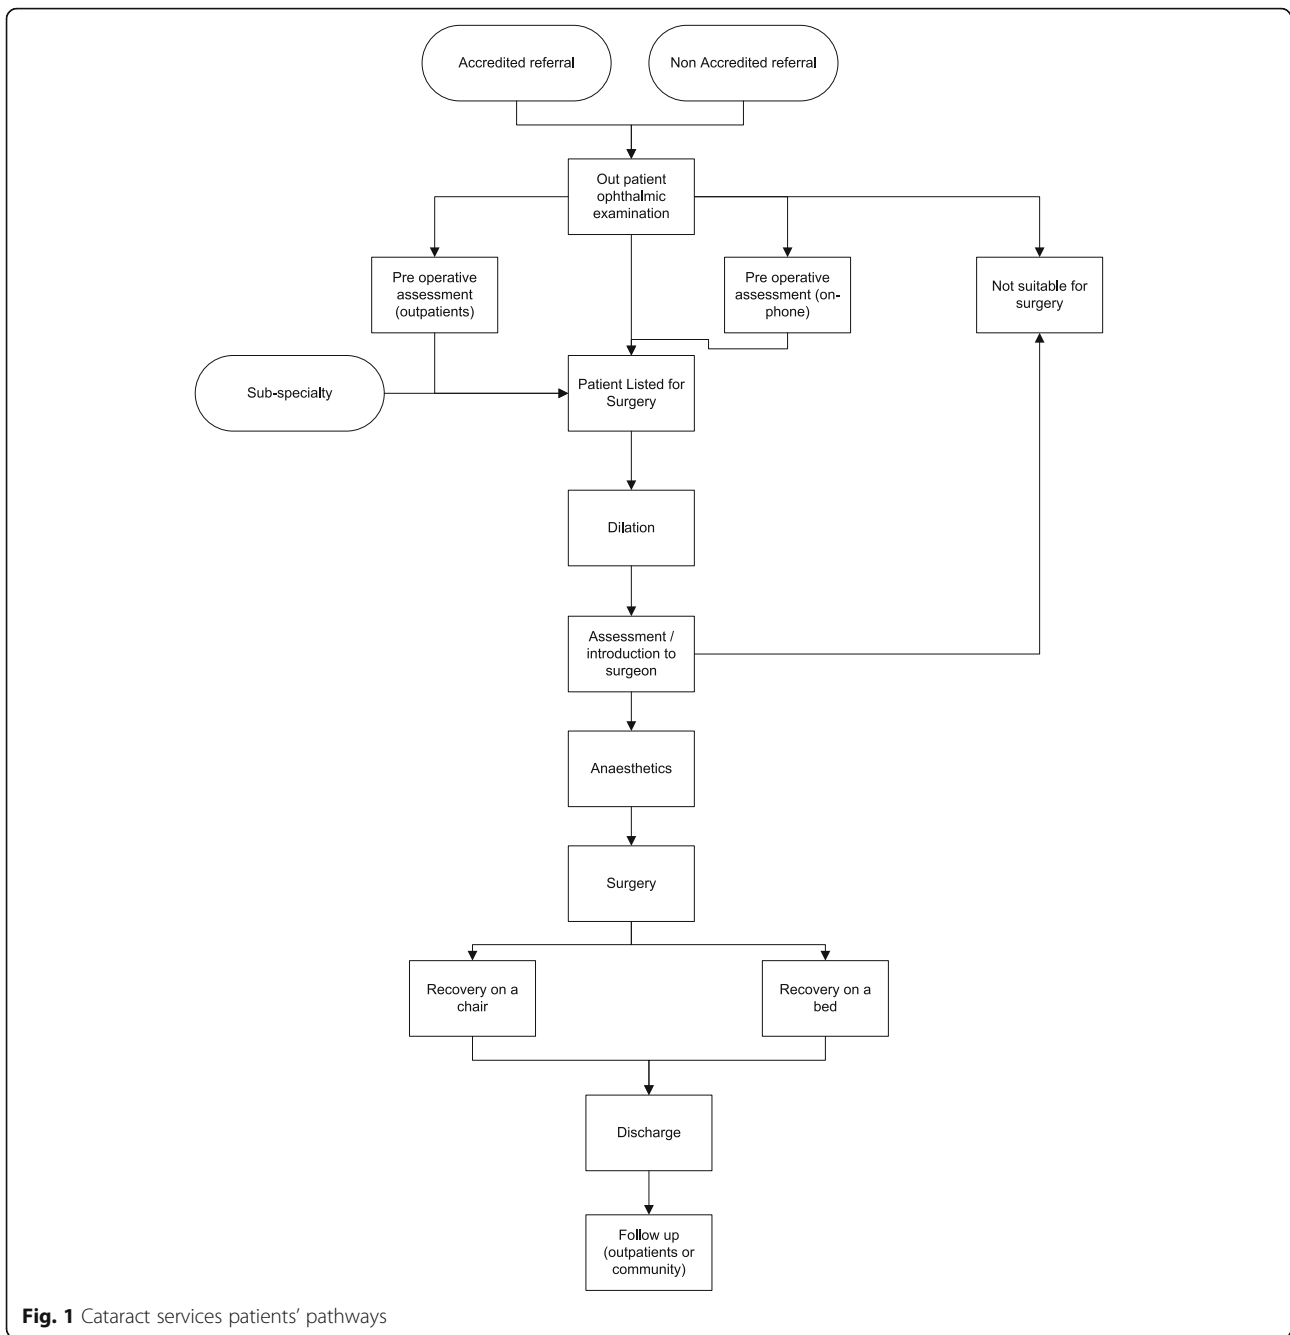 Accredited referral
Non Accredited referral
Out patient
ophthalmic
examination
Pre operative
assessment
(outpatients)
Pre operative
assessment (on-
phone)
Not suitable for
surgery
Sub-specialty
Patient Listed for
Surgery
Dilation
Assessment /
introduction to
surgeon
Anaesthetics
Surgery
Recovery on a
chair
Recovery on a
bed
Discharge
Follow up
(outpatients or
community)
Fig. 1 Cataract services patients’ pathways